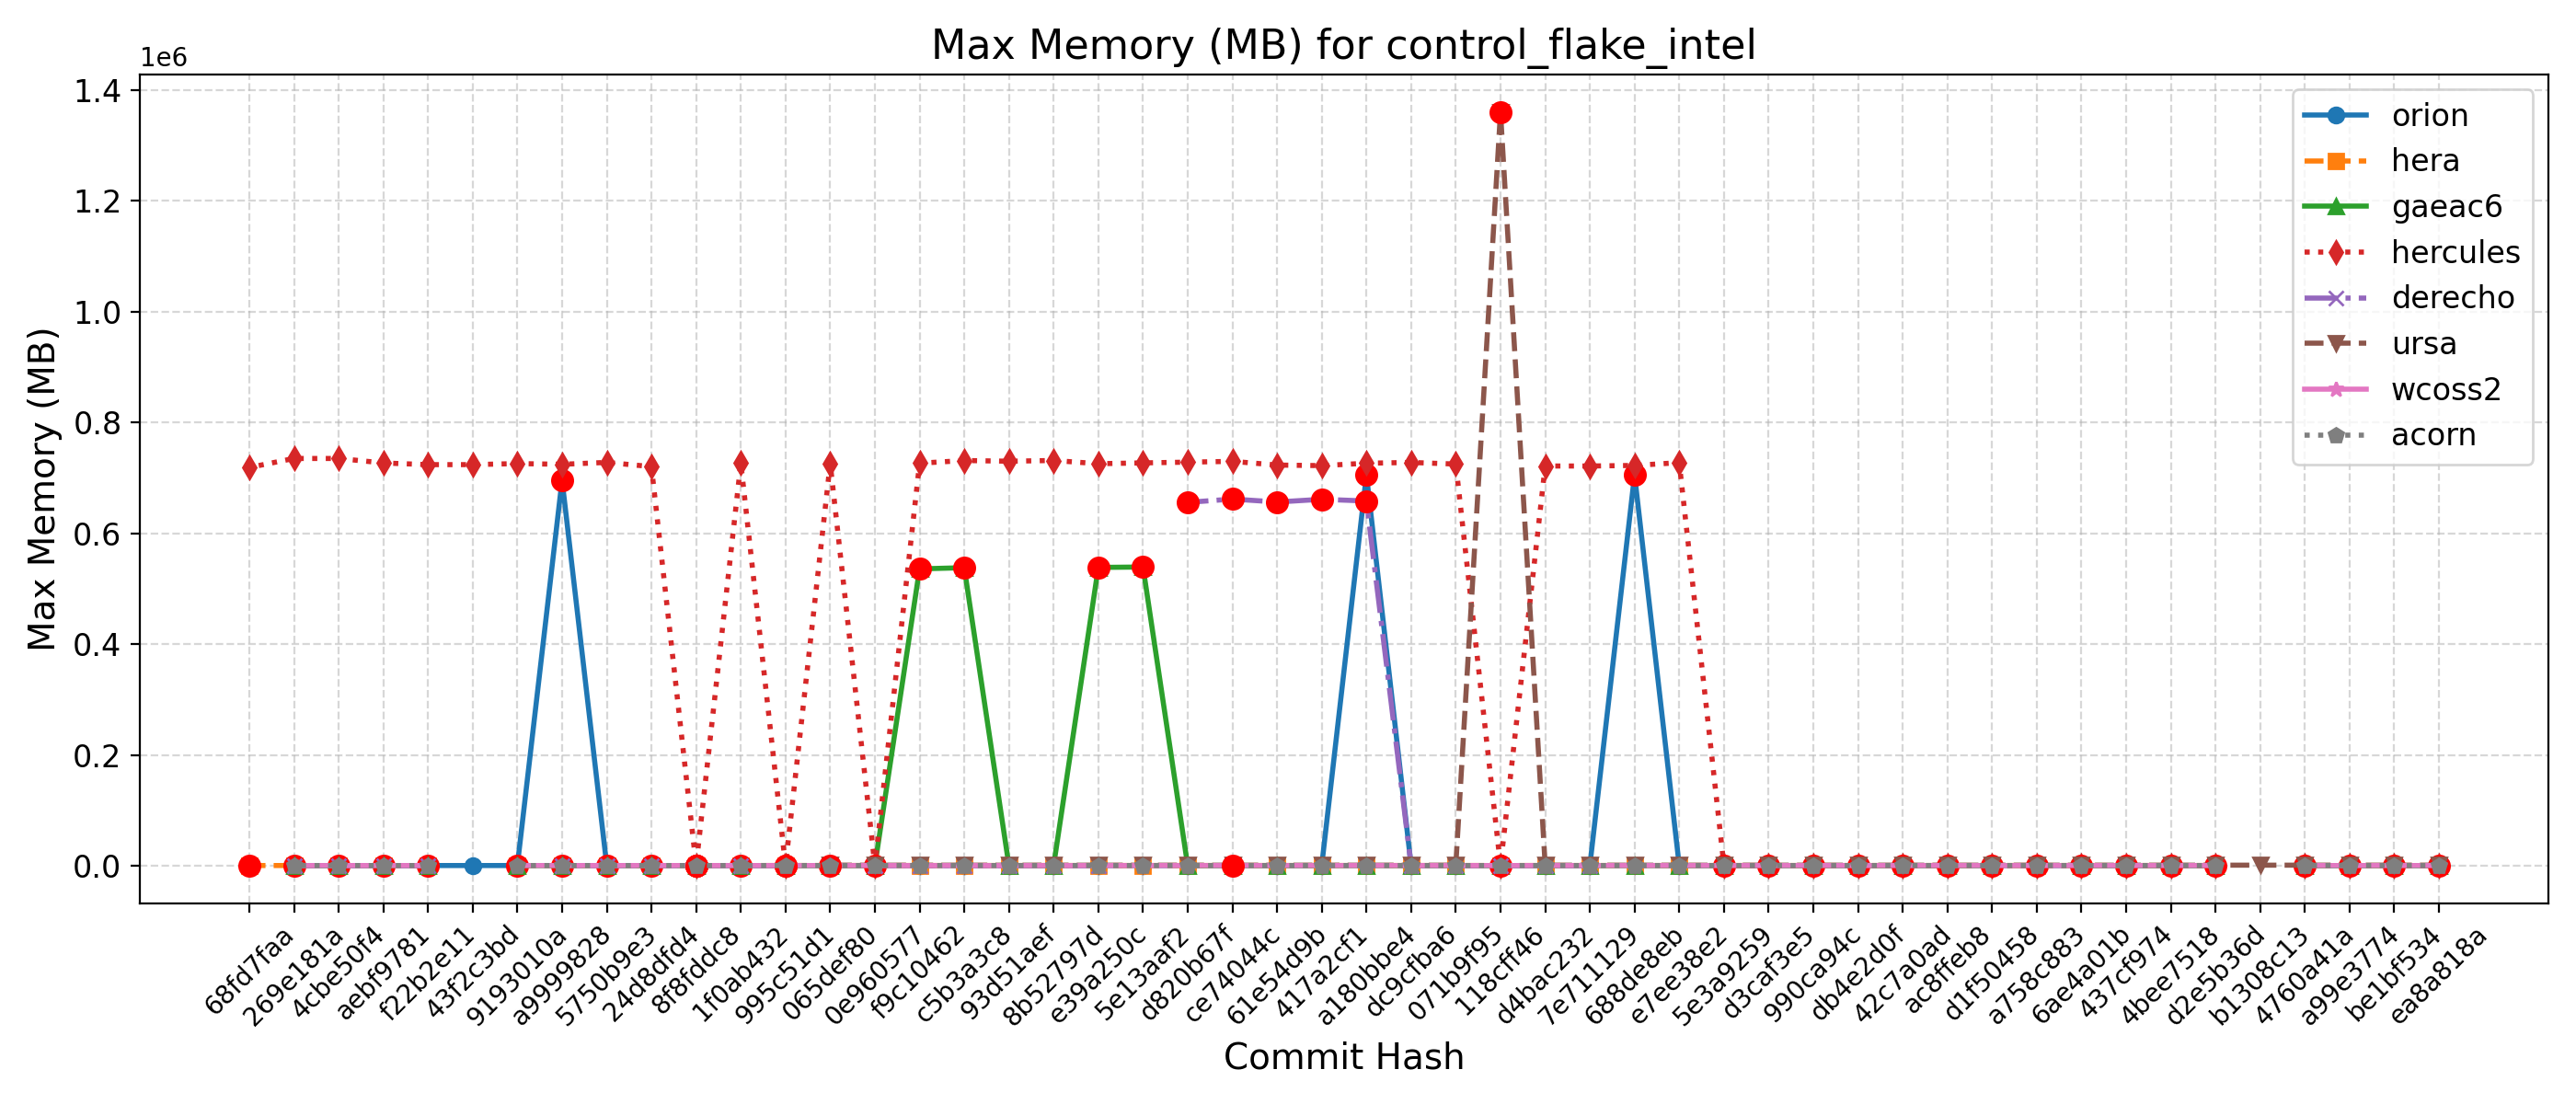 Max Memory (MB) for control_flake_intel
1e6
1.4
1.2
1.0
0.8
0.6
0.4
0.2
0.0
Max Memory (MB)
orion
hera
gaeac6
hercules
derecho
ursa
wcoss2
acorn
68fd7faa
269e181a
4cbe50f4
aebf9781
f22b2e11
43f2c3bd
9193010a
a9999828
5750b9e3
24d8dfd4
8f8fddc8
1f0ab432
995c51d1
065def80
0e960577
f9c10462
c5b3a3c8
93d51aef
8b52797d
e39a250c
5e13aaf2
d820b67f
ce74044c
61e54d9b
417a2cf1
a180bbe4
dc9cfba6
071b9f95
118cff46
d4bac232
7e711129
688de8eb
e7ee38e2
5e3a9259
d3caf3e5
990ca94c
db4e2d0f
42c7a0ad
ac8ffeb8
d1f50458
a758c883
6ae4a01b
437cf974
4bee7518
d2e5b36d
b1308c13
4760a41a
a99e3774
be1bf534
ea8a818a
Commit Hash